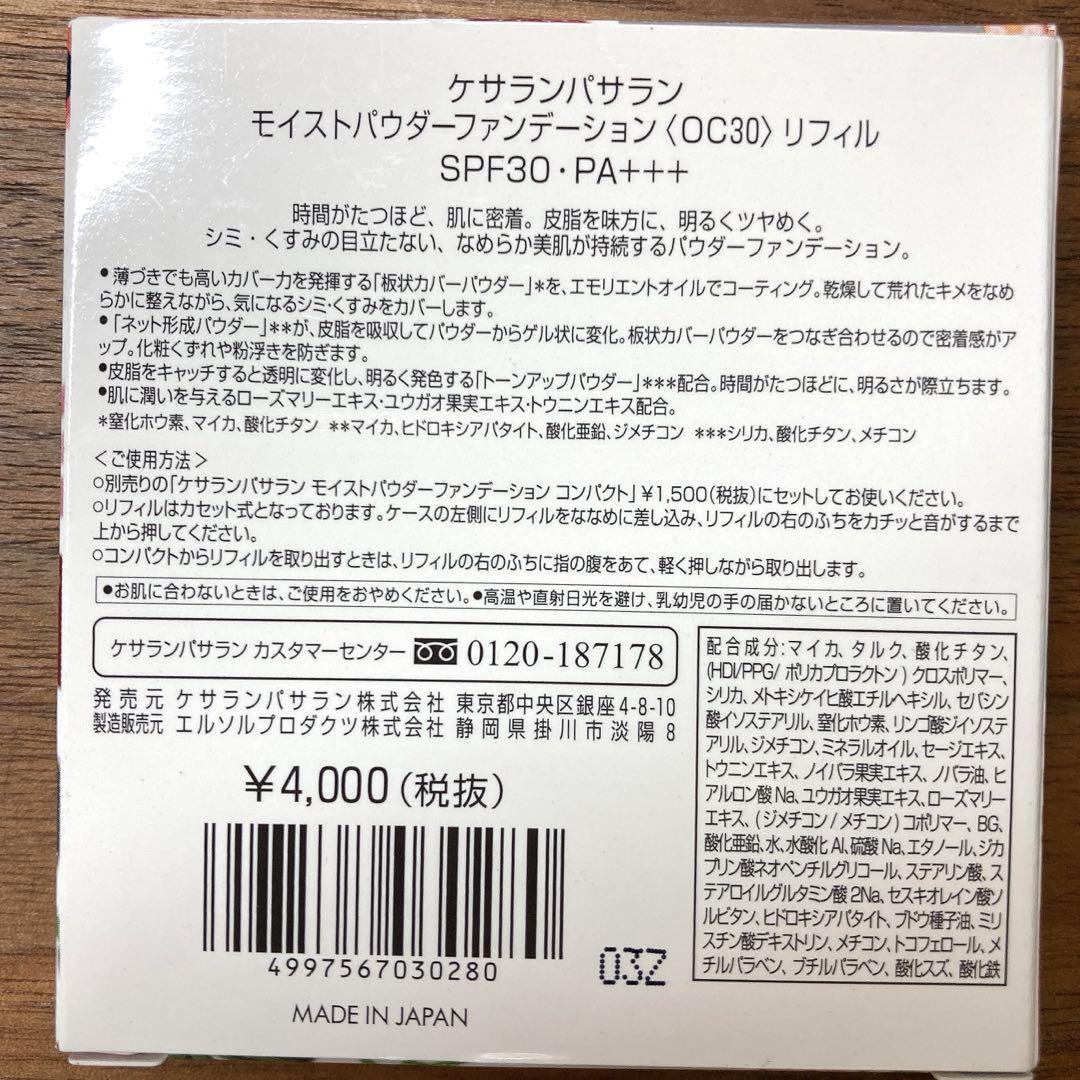 ケサランパサラン
モイストパウダーファンデーション〈OC30〉リフィル
SPF30・PA+++
時間がたつほど、肌に密着。皮脂を味方に、明るくツヤめく。
シミ・くすみの目立たない、なめらか美肌が持続するパウダーファンデーション。
●薄づきでも高いカバー力を発揮する「板状カバーパウダー」*を、エモリエントオイルでコーティング。乾燥して荒れたキメをなめ
らかに整えながら、気になるシミ・くすみをカバーします。
●「ネット形成パウダー」**が、皮脂を吸収してパウダーからゲル状に変化。板状カバーパウダーをつなぎ合わせるので密着感がア
ップ。化粧くずれや粉浮きを防ぎます。
●皮脂をキャッチすると透明に変化し、明るく発色する「トーンアップパウダー」***配合。時間がたつほどに、明るさが際立ちます。
●肌に潤いを与えるローズマリーエキス・ユウガオ果実エキス・トウニンエキス配合。
*窒化ホウ素、マイカ、酸化チタン **マイカ、ヒドロキシアパタイト、酸化亜鉛、ジメチコン ***シリカ、酸化チタン、メチコン
＜ご使用方法＞
○別売りの「ケサランパサラン モイストパウダーファンデーション コンパクト」¥1,500(税抜)にセットしてお使いください。
○リフィルはカセット式となっております。ケースの左側にリフィルをななめに差し込み、リフィルの右のふちをカチッと音がするまで
上から押してください。
○コンパクトからリフィルを取り出すときは、リフィルの右のふちに指の腹をあて、軽く押しながら取り出します。
●お肌に合わないときは、ご使用をおやめください。●高温や直射日光を避け、乳幼児の手の届かないところに置いてください。
ケサランパサラン カスタマーセンター 0120-187178
発売元 ケサランパサラン株式会社 東京都中央区銀座4-8-10
製造販売元 エルソルプロダクツ株式会社 静岡県掛川市淡陽 8
¥4,000(税抜)
4997567030280
MADE IN JAPAN
03Z
配合成分:マイカ、タルク、酸化チタン、
(HDI/PPG/ポリカプロラクトン)クロスポリマー、
シリカ、メトキシケイヒ酸エチルヘキシル、セバシン
酸イソステアリル、窒化ホウ素、リンゴ酸ジイソステ
アリル、ジメチコン、ミネラルオイル、セージエキス、
トウニンエキス、ノイバラ果実エキス、ノバラ油、ヒ
アルロン酸Na、ユウガオ果実エキス、ローズマリー
エキス、(ジメチコン/メチコン)コポリマー、BG、
酸化亜鉛、水、水酸化Al、硫酸Na、エタノール、ジカ
プリン酸ネオペンチルグリコール、ステアリン酸、ス
テアロイルグルタミン酸2Na、セスキオレイン酸ソ
ルビタン、ヒドロキシアパタイト、ブドウ種子油、ミリ
スチン酸デキストリン、メチコン、トコフェロール、メ
チルパラベン、ブチルパラベン、酸化スズ、酸化鉄